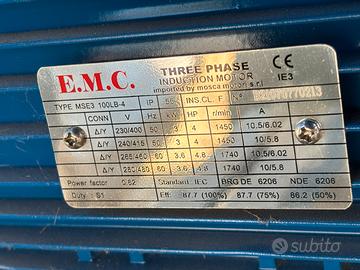 E.M.C. THREE PHASE
INDUCTION MOTOR
imported by mosca motori s.r.l
CE
IE3
TYPE MSE3 100LB-4 IP 55 INS.CL. F N°
CONN V Hz kW HP r/min A
Δ/Y 230/400 50 3 4 1450 10.5/6.02
Δ/Y 240/415 50 3 4 1450 10/5.8
Δ/Y 265/460 60 3.6 4.8 1740 10.5/6.02
Δ/Y 280/480 60 3.6 4.8 1740 10/5.8
Power factor 0.82 Standard IEC BRG DE 6206 NDE 6206
Duty: S1 Eff: 87.7 (100%) 87.7 (75%) 86.2 (50%)
subito